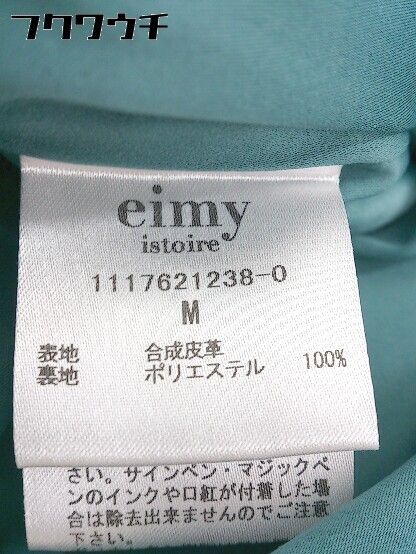 フクワウチ
eimy
istoire
1117621238-0
M
表地 合成皮革
裏地 ポリエステル 100%
さい。サインペン・マジックペ
ンのインクや口紅が付着した場
合は除去出来ませんのでご注意
下さい。